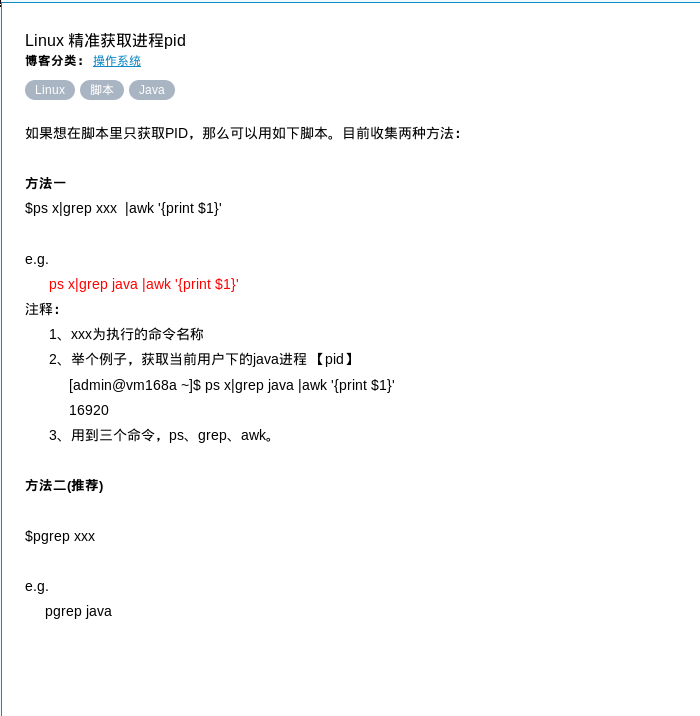 Linux 精准获取进程pid
博客分类： 操作系统
Linux 脚本 Java
如果想在脚本里只获取PID，那么可以用如下脚本。目前收集两种方法：
方法一
$ps x|grep xxx  |awk '{print $1}'
e.g.
ps x|grep java |awk '{print $1}'
注释：
1、xxx为执行的命令名称
2、举个例子，获取当前用户下的java进程【pid】
[admin@vm168a ~]$ ps x|grep java |awk '{print $1}'
16920
3、用到三个命令，ps、grep、awk。
方法二(推荐)
$pgrep xxx
e.g.
pgrep java